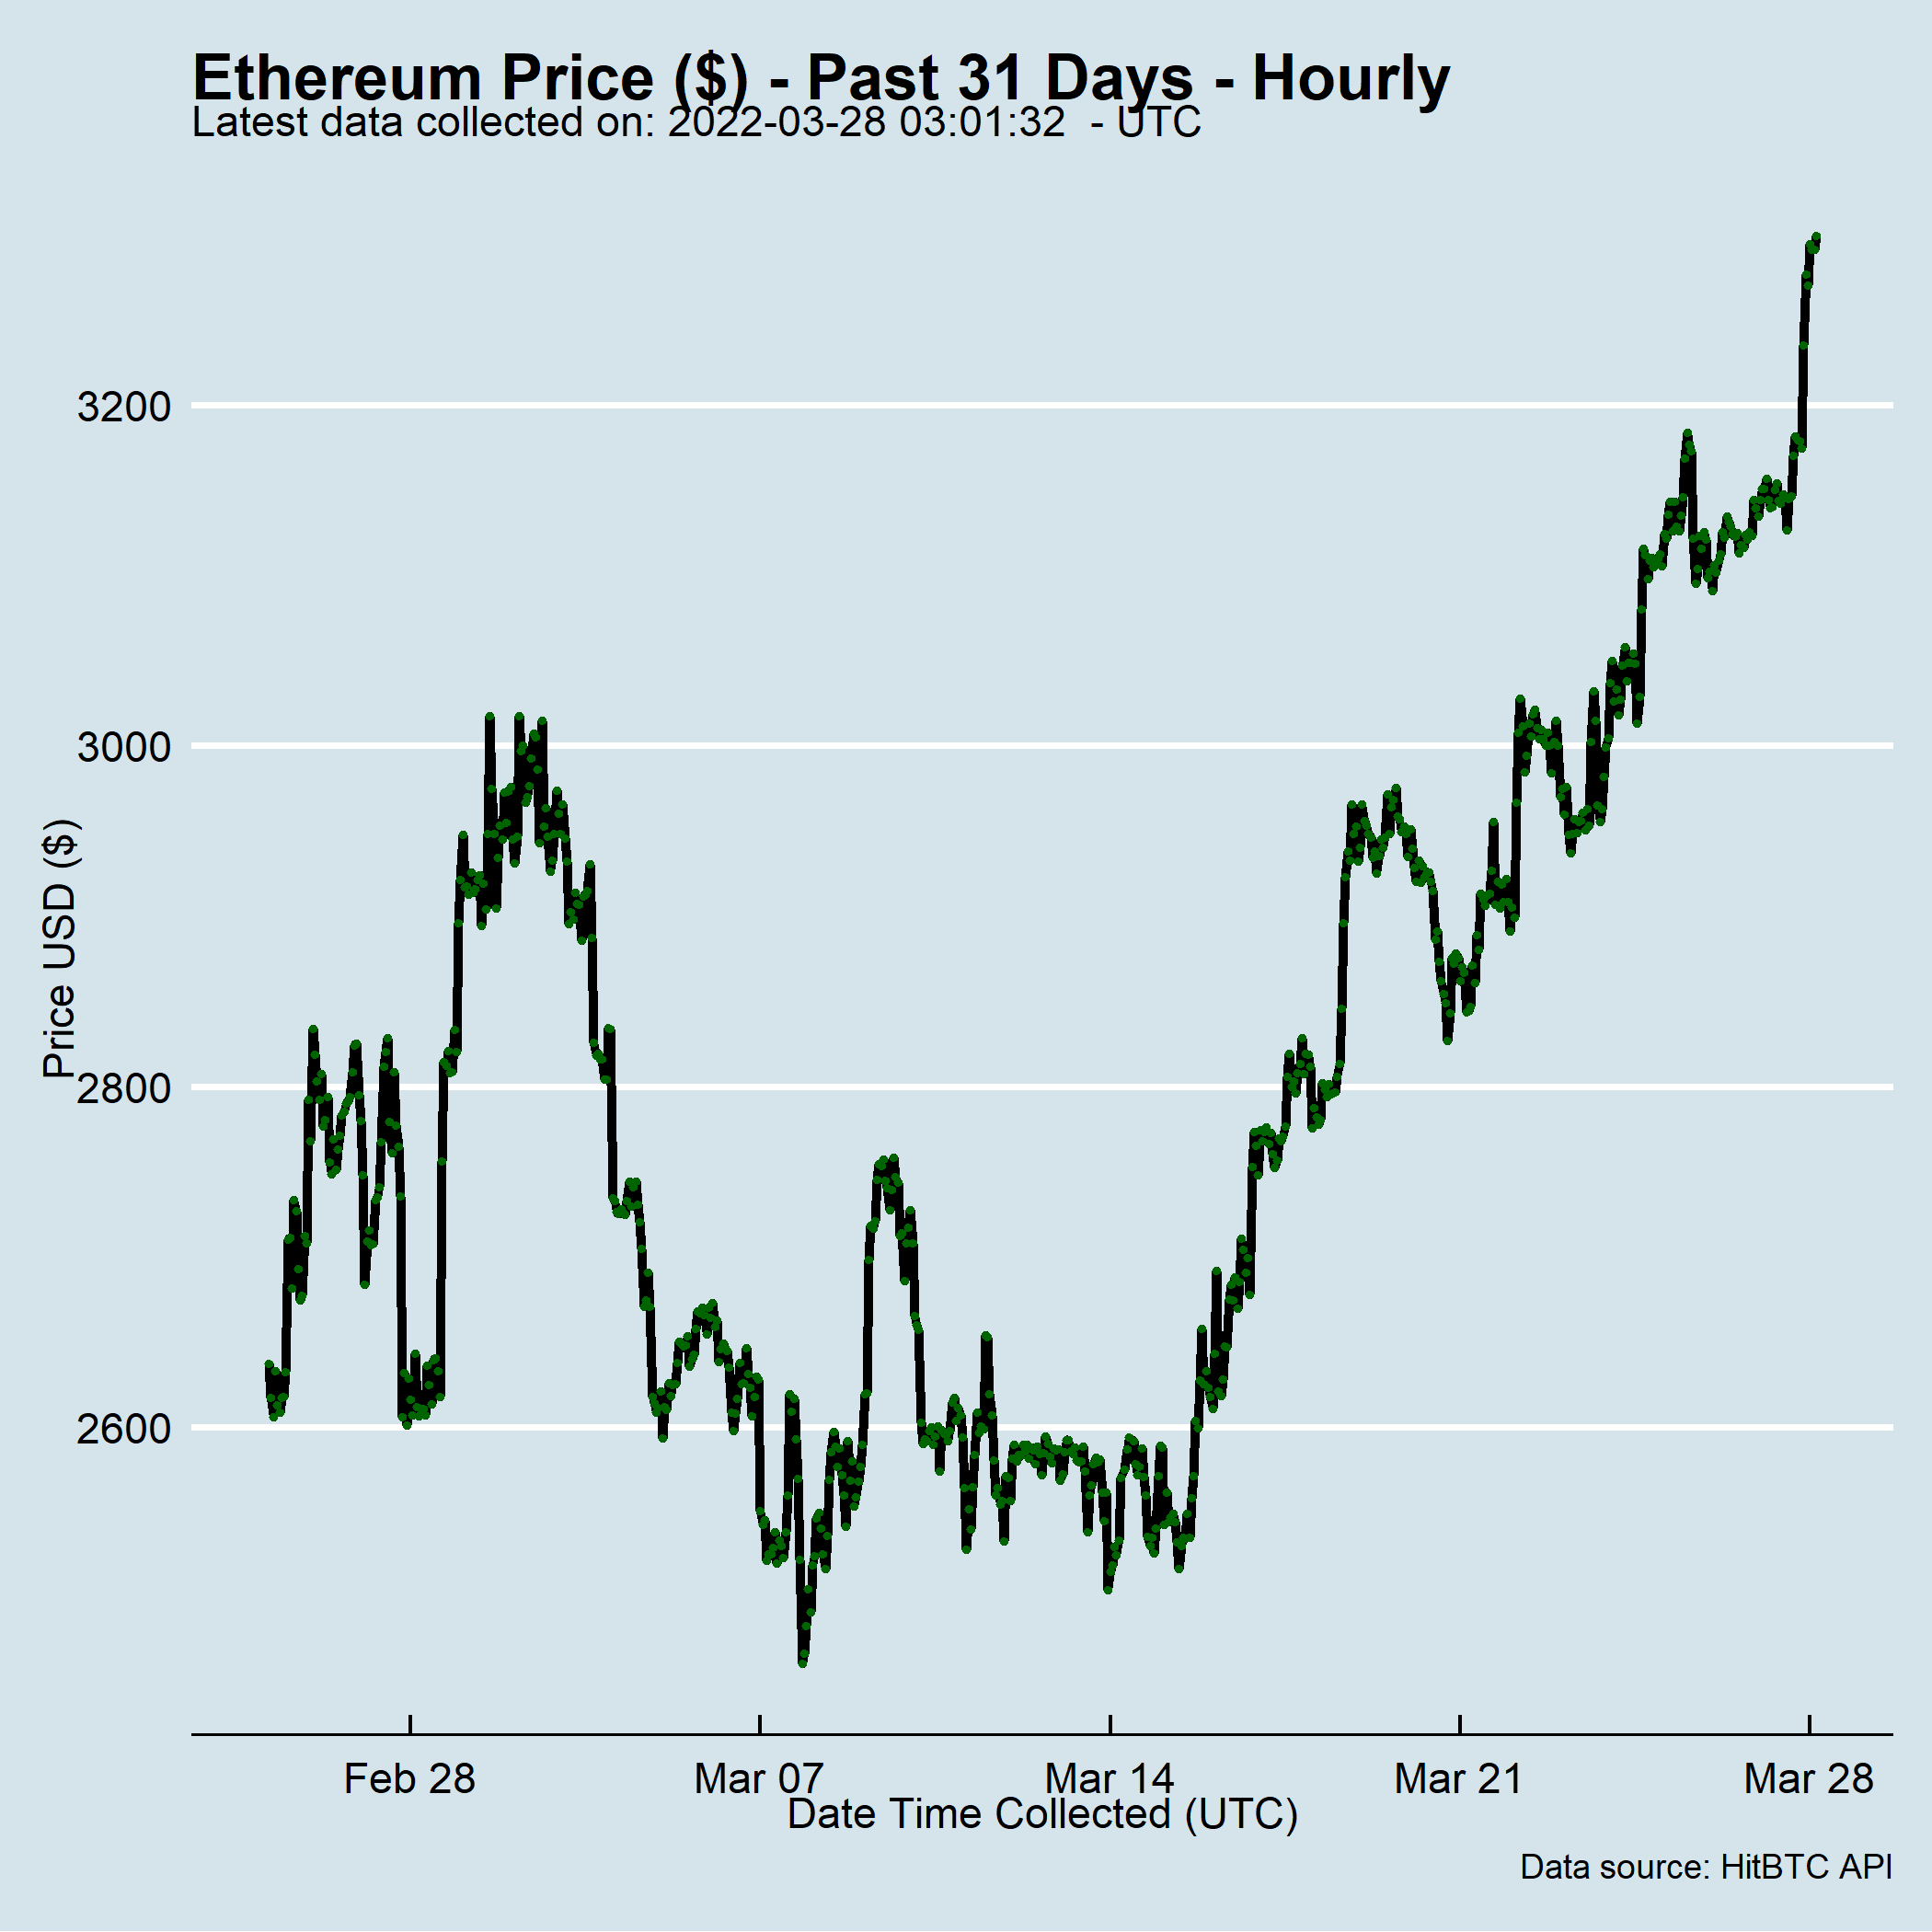 Ethereum Price ($) - Past 31 Days - Hourly
Latest data collected on: 2022-03-28 03:01:32  - UTC
3200
3000
2800
2600
Price USD ($)
Feb 28 Mar 07 Mar 14 Mar 21 Mar 28
Date Time Collected (UTC)
Data source: HitBTC API